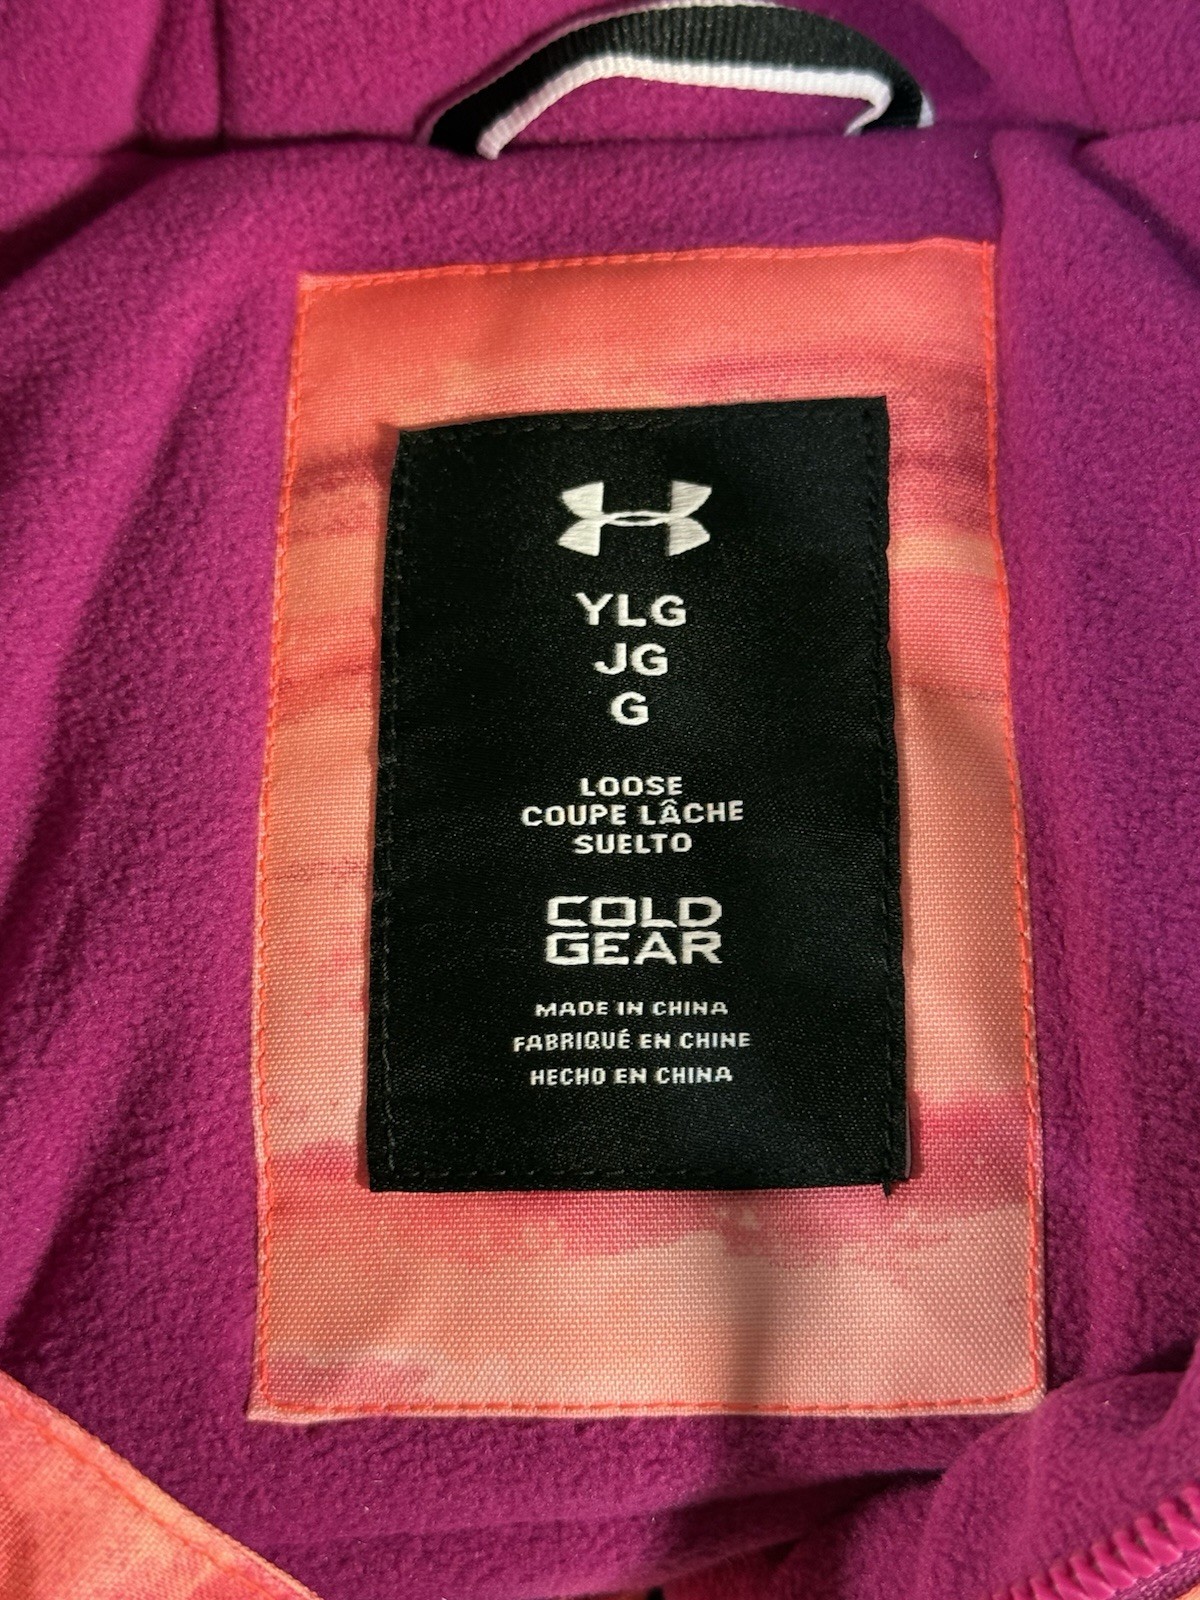 YLG
JG
G
LOOSE
COUPE LÂCHE
SUELTO
COLD
GEAR
MADE IN CHINA
FABRIQUÉ EN CHINE
HECHO EN CHINA